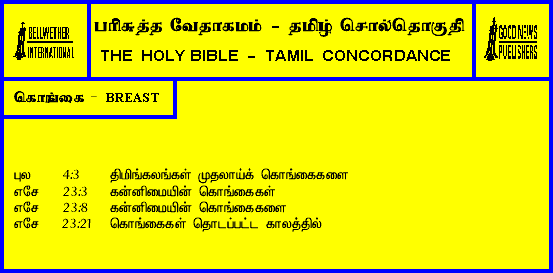 BELLWETHER
INTERNATIONAL
பரிசுத்த வேதாகமம் - தமிழ் சொல்தொகுதி
THE HOLY BIBLE - TAMIL CONCORDANCE
GOOD NEWS
PUBLISHERS
கொங்கை - BREAST
புல 4:3 திமிங்கலங்கள் முதலாய்க் கொங்கைகளை
எசே 23:3 கன்னிமையின் கொங்கைகள்
எசே 23:8 கன்னிமையின் கொங்கைகளை
எசே 23:21 கொங்கைகள் தொடப்பட்ட காலத்தில்